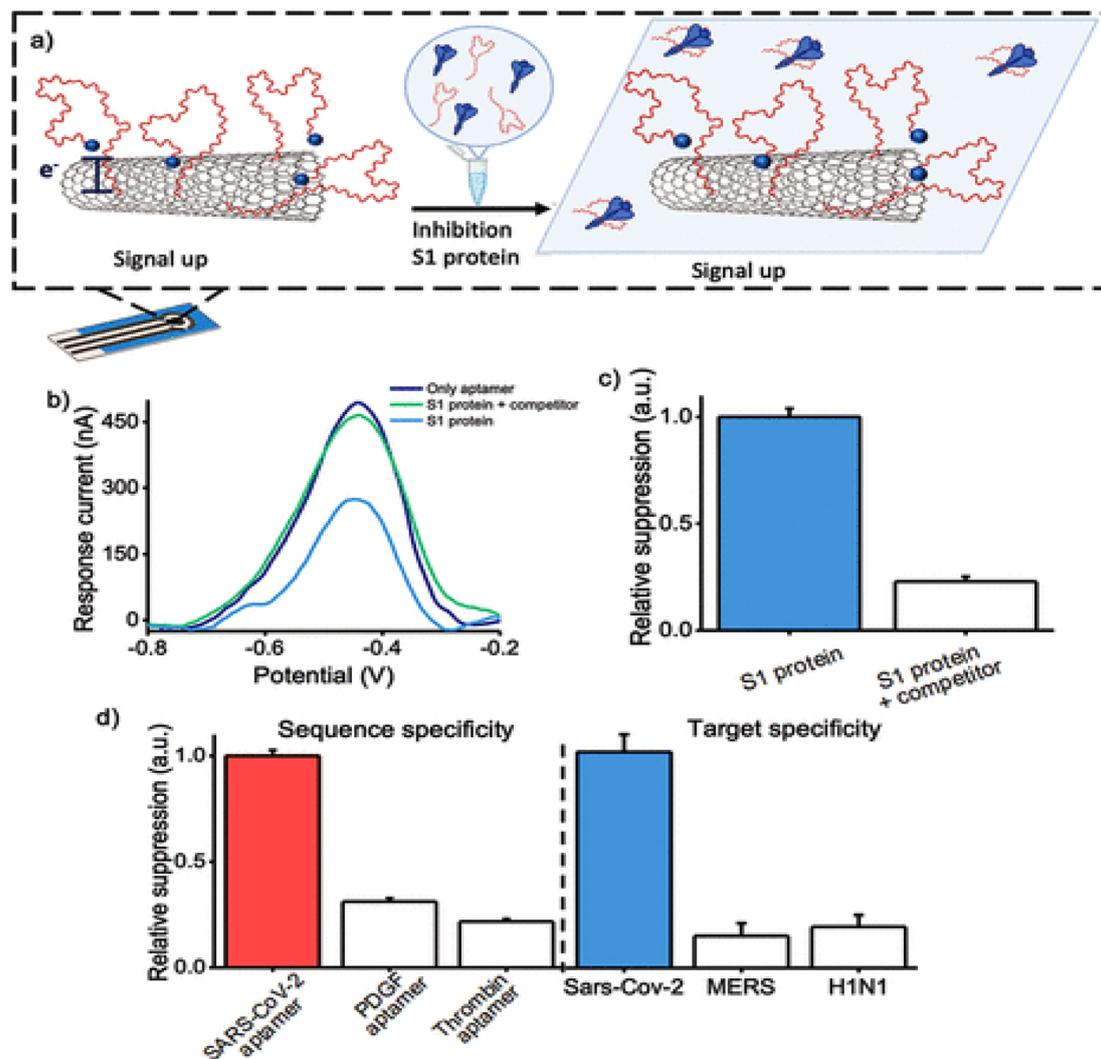 a)
e-
Signal up
Inhibition
S1 protein
Signal up
b)
Only aptamer
S1 protein + competitor
S1 protein
Response current (nA)
450
300
150
0
-0.8
-0.6
-0.4
-0.2
Potential (V)
c)
Relative suppression (a.u.)
1.0
0.5
0.0
S1 protein
S1 protein
+ competitor
d)
Sequence specificity
Target specificity
Relative suppression (a.u.)
1.0
0.5
0.0
SARS-CoV-2
aptamer
PDGF
aptamer
Thrombin
aptamer
Sars-Cov-2
MERS
H1N1